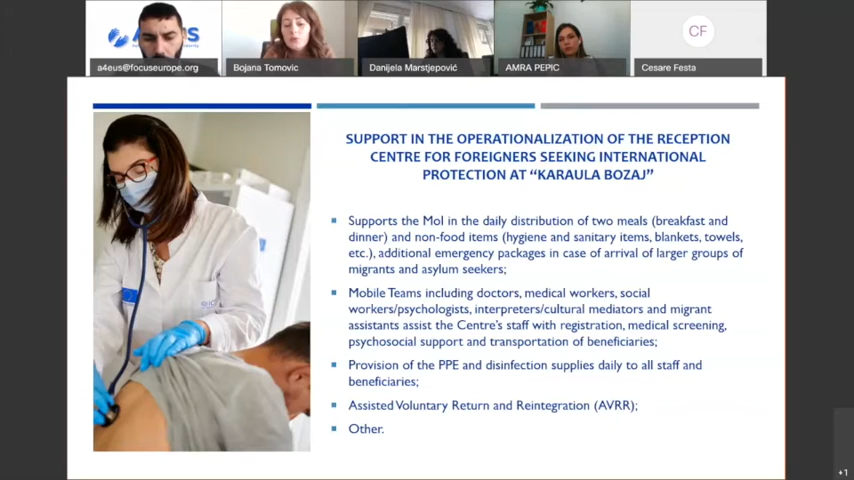 CF
a4eus@focuseurope.org
Bojana Tomovic
Danijela Marstjepović
AMRA PEPIC
Cesare Festa
SUPPORT IN THE OPERATIONALIZATION OF THE RECEPTION
CENTRE FOR FOREIGNERS SEEKING INTERNATIONAL
PROTECTION AT “KARAULA BOZAJ”
Supports the MoI in the daily distribution of two meals (breakfast and
dinner) and non-food items (hygiene and sanitary items, blankets, towels,
etc.), additional emergency packages in case of arrival of larger groups of
migrants and asylum seekers;
Mobile Teams including doctors, medical workers, social
workers/psychologists, interpreters/cultural mediators and migrant
assistants assist the Centre's staff with registration, medical screening,
psychosocial support and transportation of beneficiaries;
Provision of the PPE and disinfection supplies daily to all staff and
beneficiaries;
Assisted Voluntary Return and Reintegration (AVRR);
Other.
+1